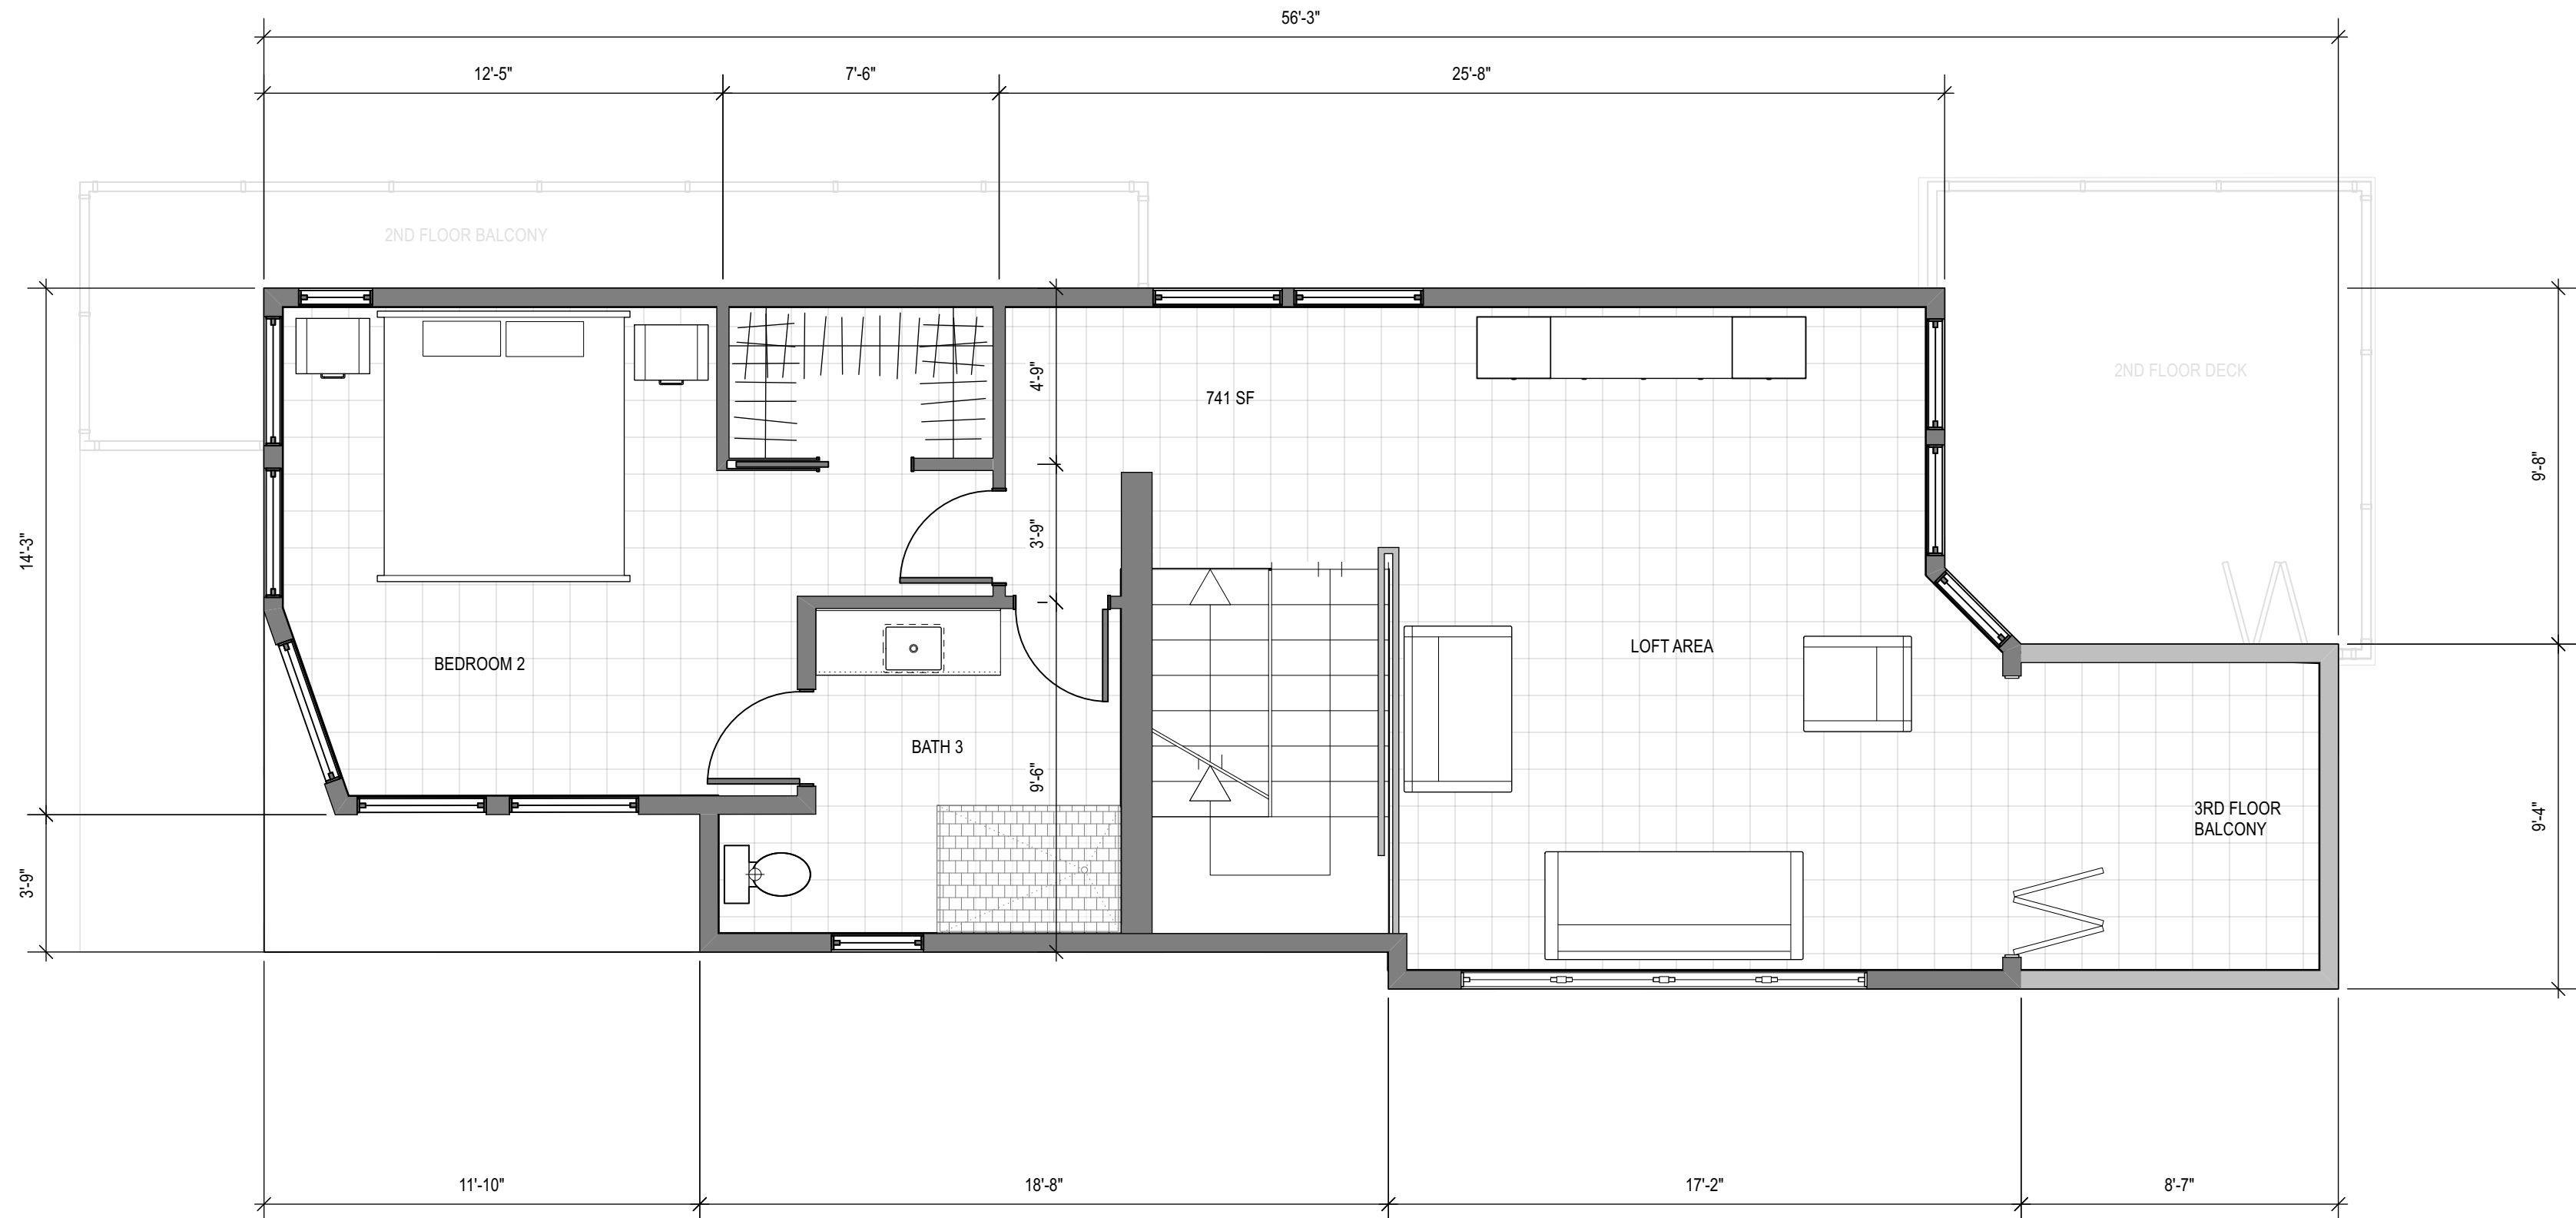 56'-3"
12'-5"
7'-6"
25'-8"
2ND FLOOR BALCONY
2ND FLOOR DECK
4'-9"
741 SF
9'-8"
14'-3"
3'-9"
LOFT AREA
BEDROOM 2
BATH 3
9'-6"
3RD FLOOR
BALCONY
9'-4"
3'-9"
11'-10"
18'-8"
17'-2"
8'-7"